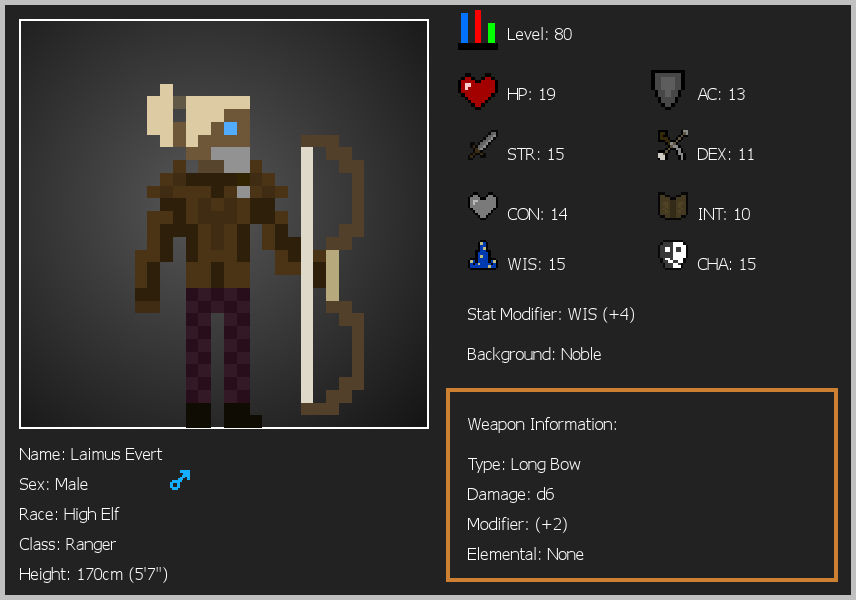 Level: 80
HP: 19
AC: 13
STR: 15
DEX: 11
CON: 14
INT: 10
WIS: 15
CHA: 15
Stat Modifier: WIS (+4)
Background: Noble
Weapon Information:
Type: Long Bow
Damage: d6
Modifier: (+2)
Elemental: None
Name: Laimus Evert
Sex: Male
Race: High Elf
Class: Ranger
Height: 170cm (5'7")